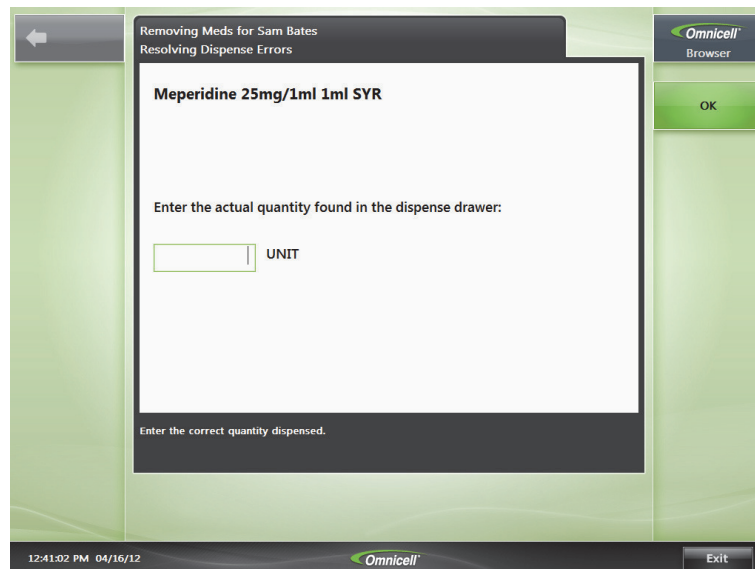 Removing Meds for Sam Bates
Resolving Dispense Errors
Omnicell
Browser
Meperidine 25mg/1ml 1ml SYR
OK
Enter the actual quantity found in the dispense drawer:
UNIT
Enter the correct quantity dispensed.
12:41:02 PM 04/16/12
Omnicell
Exit